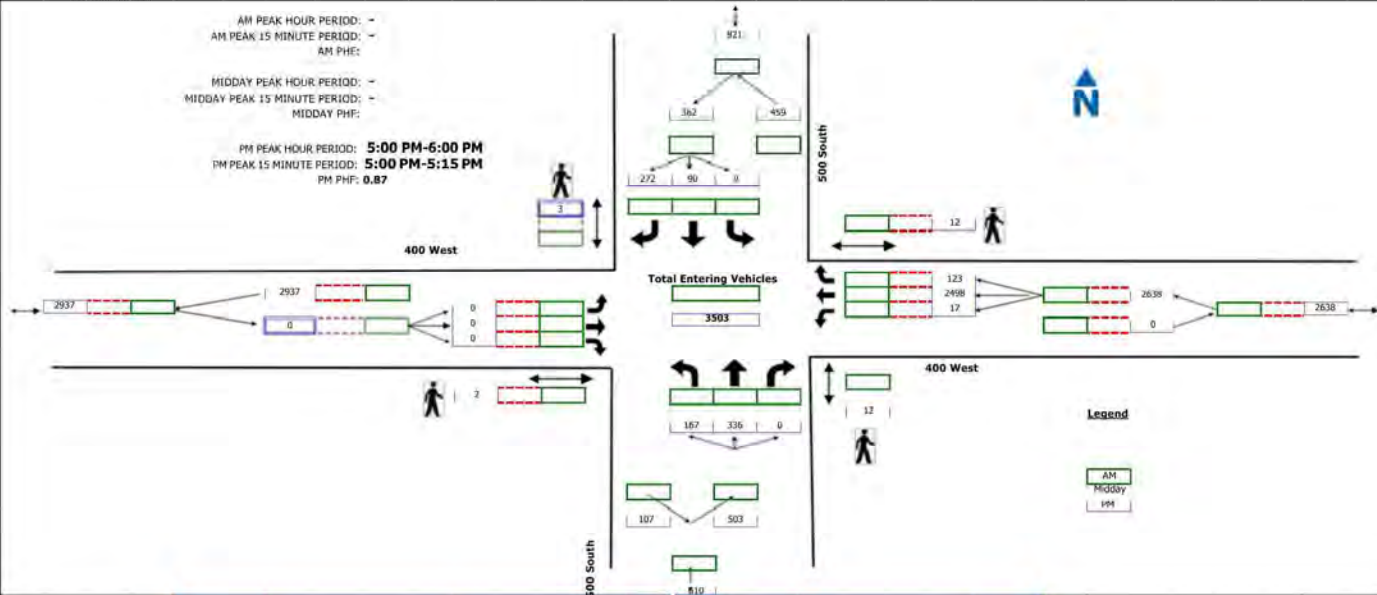 AM PEAK HOUR PERIOD: -
AM PEAK 15 MINUTE PERIOD: -
AM PHF:
MIDDAY PEAK HOUR PERIOD: -
MIDDAY PEAK 15 MINUTE PERIOD: -
MIDDAY PHF:
PM PEAK HOUR PERIOD: 5:00 PM-6:00 PM
PM PEAK 15 MINUTE PERIOD: 5:00 PM-5:15 PM
PM PHF: 0.87
821
362 459
272 90 0
500 South
N
3
12
400 West
Total Entering Vehicles
3503
2937
2937
0
0
0
0
123
2498
17
2638
0
2638
400 West
2
12
167 336 0
Legend
AM
Midday
PM
107 503
500 South
610